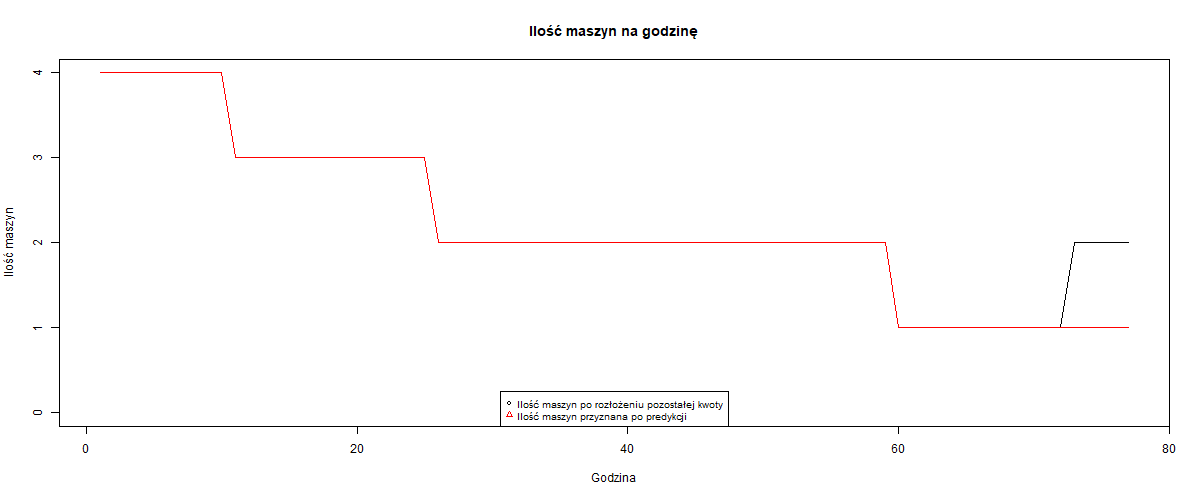 Ilość maszyn na godzinę
Ilość maszyn
4
3
2
1
0
Ilość maszyn po rozłożeniu pozostałej kwoty
Ilość maszyn przyznana po predykcji
0 20 40 60 80
Godzina